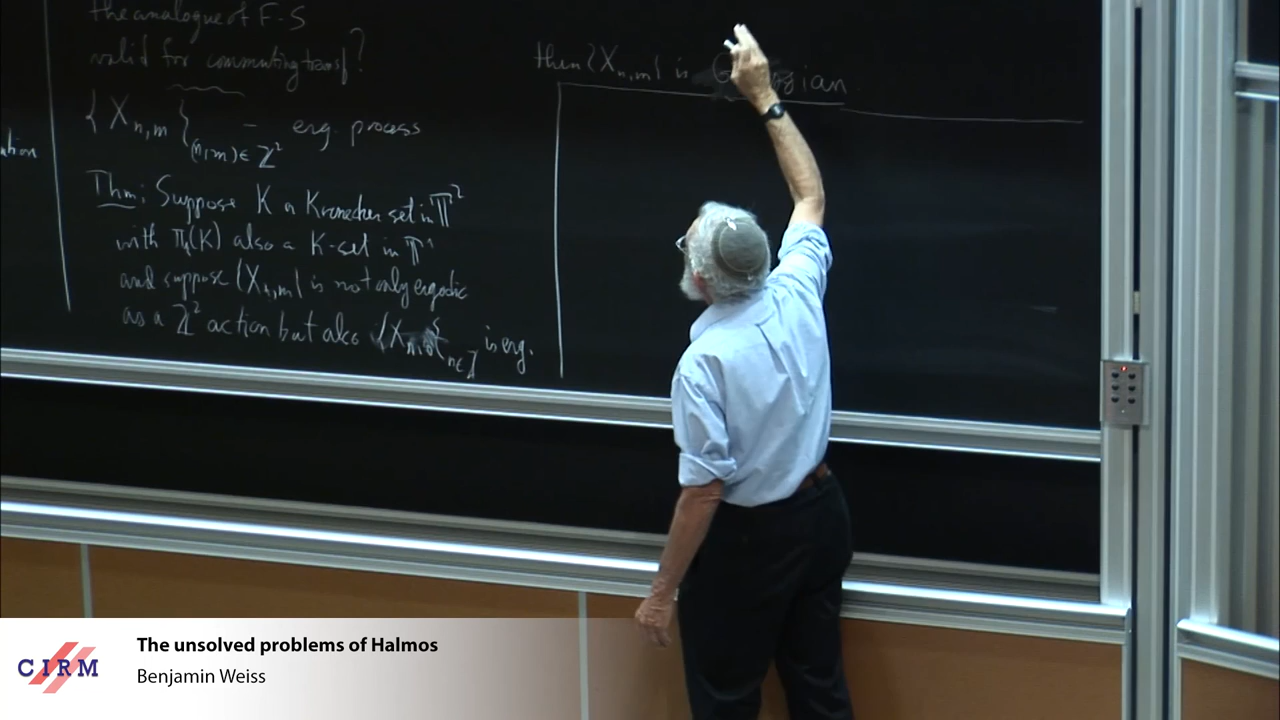 the analogue of F-S
valid for commuting transf?
{X_{n,m}}_{(n,m)∈ℤ²} – erg. process
Thm: Suppose K a Kronecker set in 𝕋²
with Π₁(K) also a K-set in 𝕋¹
and suppose {X_{n,m}} is not only ergodic
as a ℤ² action but also {X_{n,0}}_{n∈ℤ} is erg.
then {X_{n,m}} is G ssian
CIRM
The unsolved problems of Halmos
Benjamin Weiss